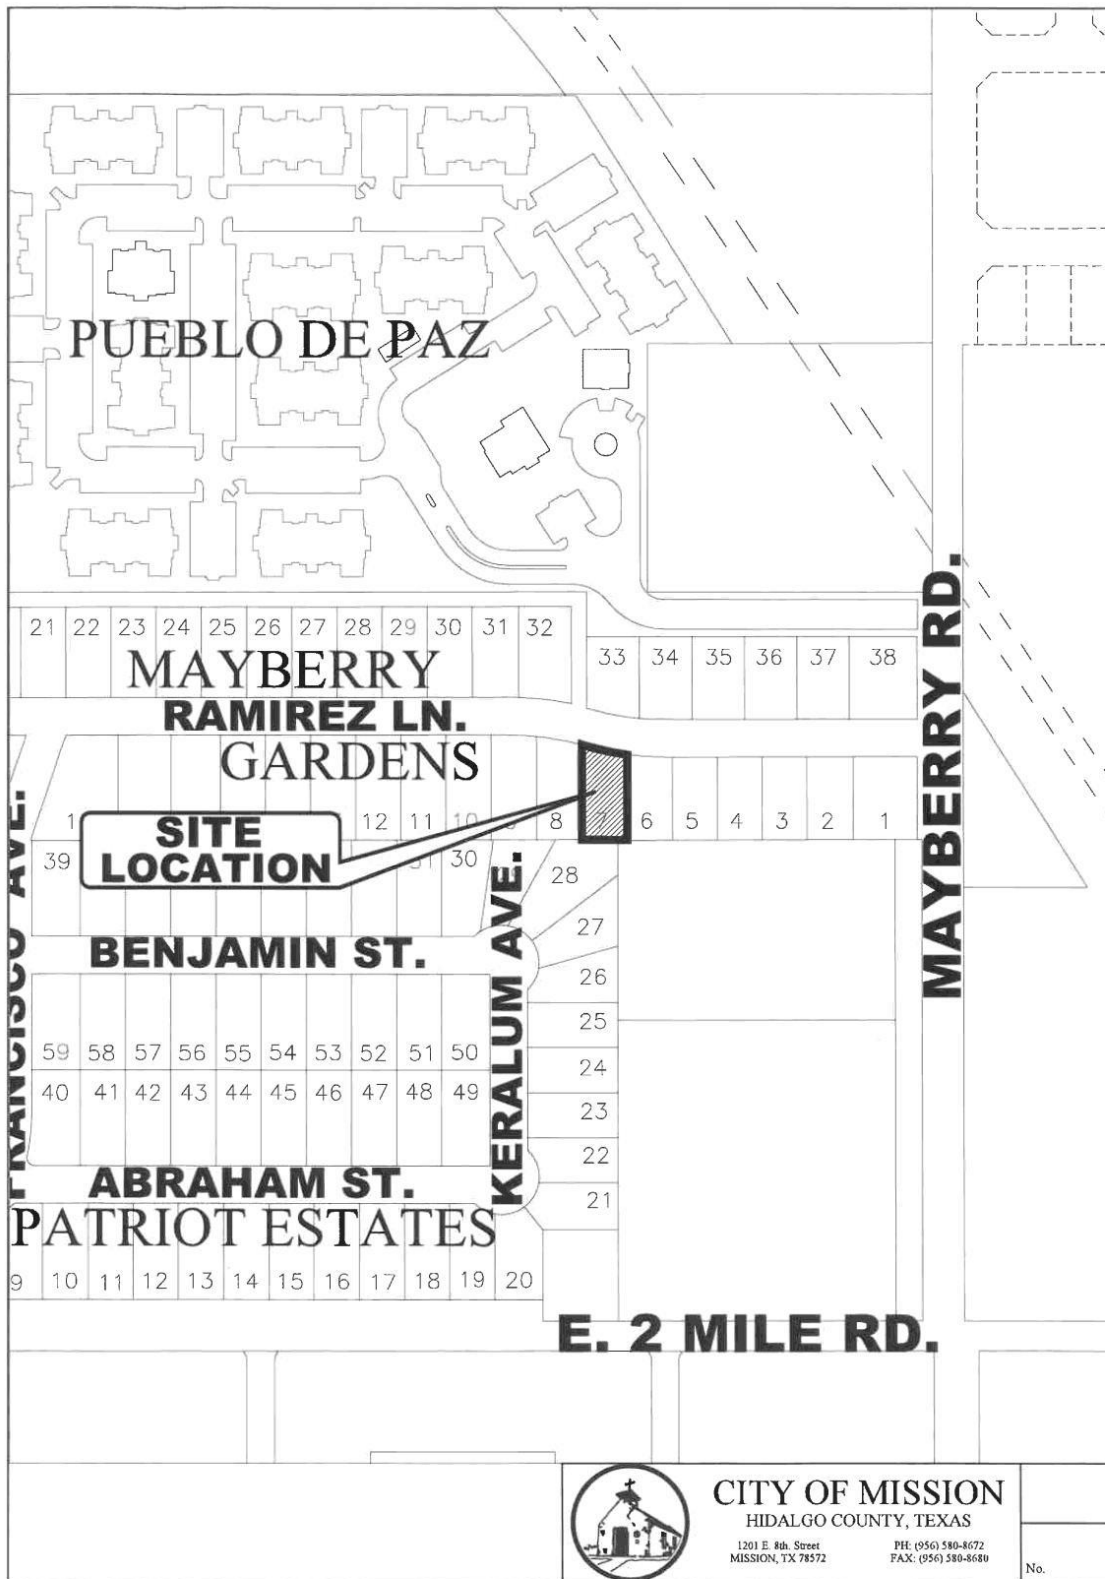 PUEBLO DE PAZ
21 22 23 24 25 26 27 28 29 30 31 32
33 34 35 36 37 38
MAYBERRY
RAMIREZ LN.
GARDENS
MAYBERRY RD.
SITE
LOCATION
1
12 11 10 8 7 6 5 4 3 2 1
39
30
28
27
26
25
24
23
22
21
KERALUM AVE.
FRANCISCO AVE.
BENJAMIN ST.
59 58 57 56 55 54 53 52 51 50
40 41 42 43 44 45 46 47 48 49
ABRAHAM ST.
PATRIOT ESTATES
9 10 11 12 13 14 15 16 17 18 19 20
E. 2 MILE RD.
CITY OF MISSION
HIDALGO COUNTY, TEXAS
1201 E. 8th. Street
MISSION, TX 78572
PH: (956) 580-8672
FAX: (956) 580-8680
No.